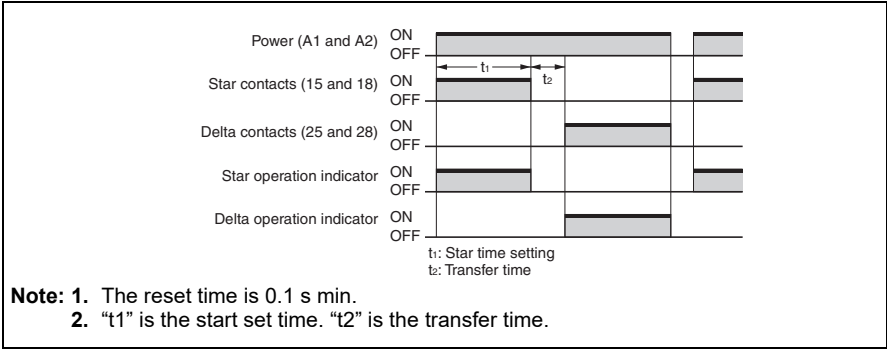 Power (A1 and A2) ON
OFF
t1
t2
Star contacts (15 and 18) ON
OFF
Delta contacts (25 and 28) ON
OFF
Star operation indicator ON
OFF
Delta operation indicator ON
OFF
t1: Star time setting
t2: Transfer time
Note: 1. The reset time is 0.1 s min.
2. “t1” is the start set time. “t2” is the transfer time.